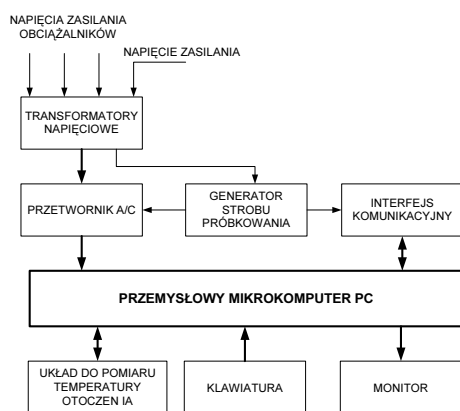 NAPIĘCIA ZASILANIA
OBCIĄŻALNIKÓW
NAPIĘCIE ZASILANIA
TRANSFORMATORY
NAPIĘCIOWE
PRZETWORNIK A/C
GENERATOR
STROBU
PRÓBKOWANIA
INTERFEJS
KOMUNIKACYJNY
PRZEMYSŁOWY MIKROKOMPUTER PC
UKŁAD DO POMIARU
TEMPERATURY
OTOCZEN IA
KLAWIATURA
MONITOR